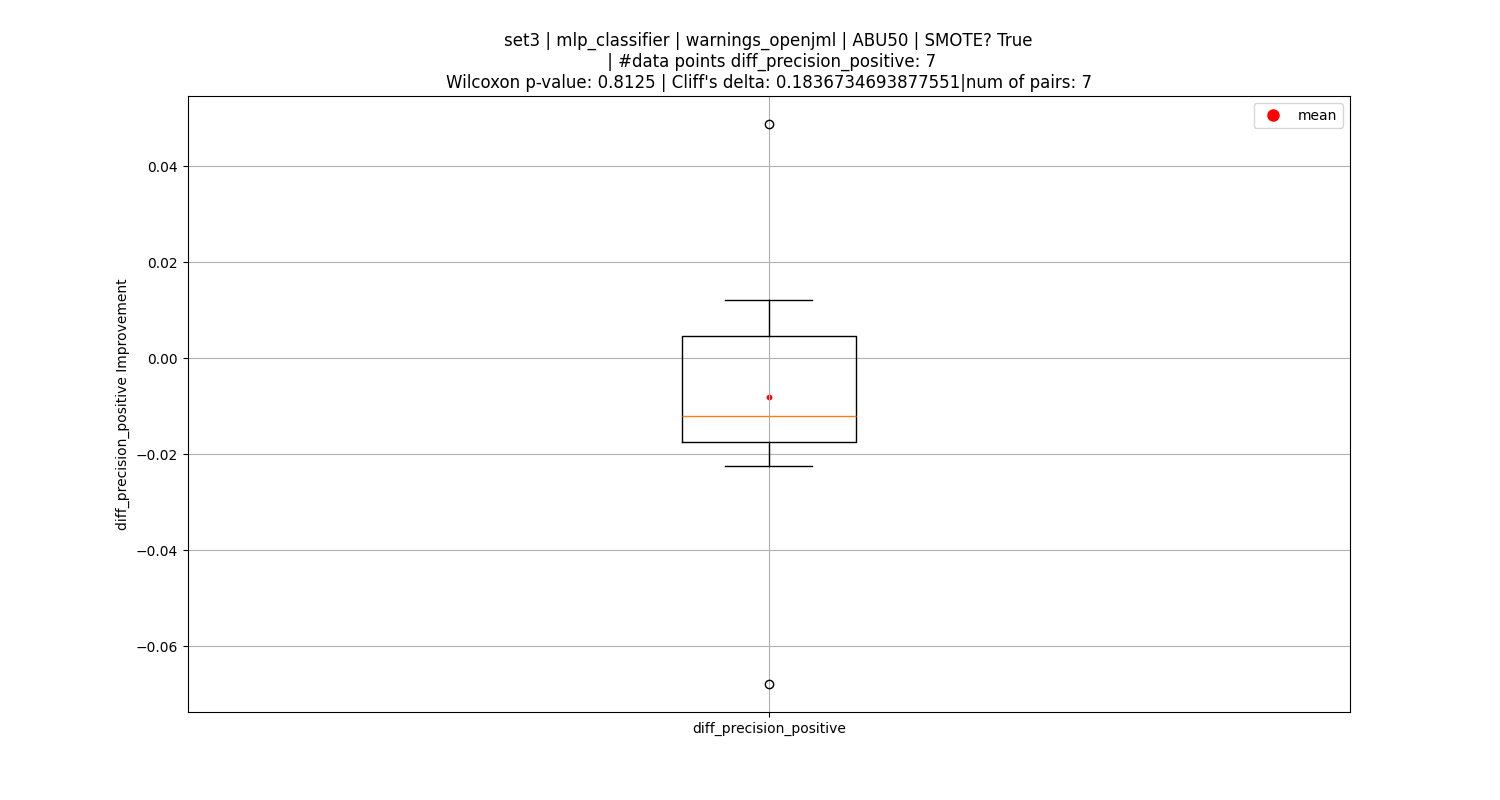 set3 | mlp_classifier | warnings_openjml | ABU50 | SMOTE? True
| #data points diff_precision_positive: 7
Wilcoxon p-value: 0.8125 | Cliff's delta: 0.1836734693877551|num of pairs: 7
mean
0.04
0.02
0.00
−0.02
−0.04
−0.06
diff_precision_positive Improvement
diff_precision_positive